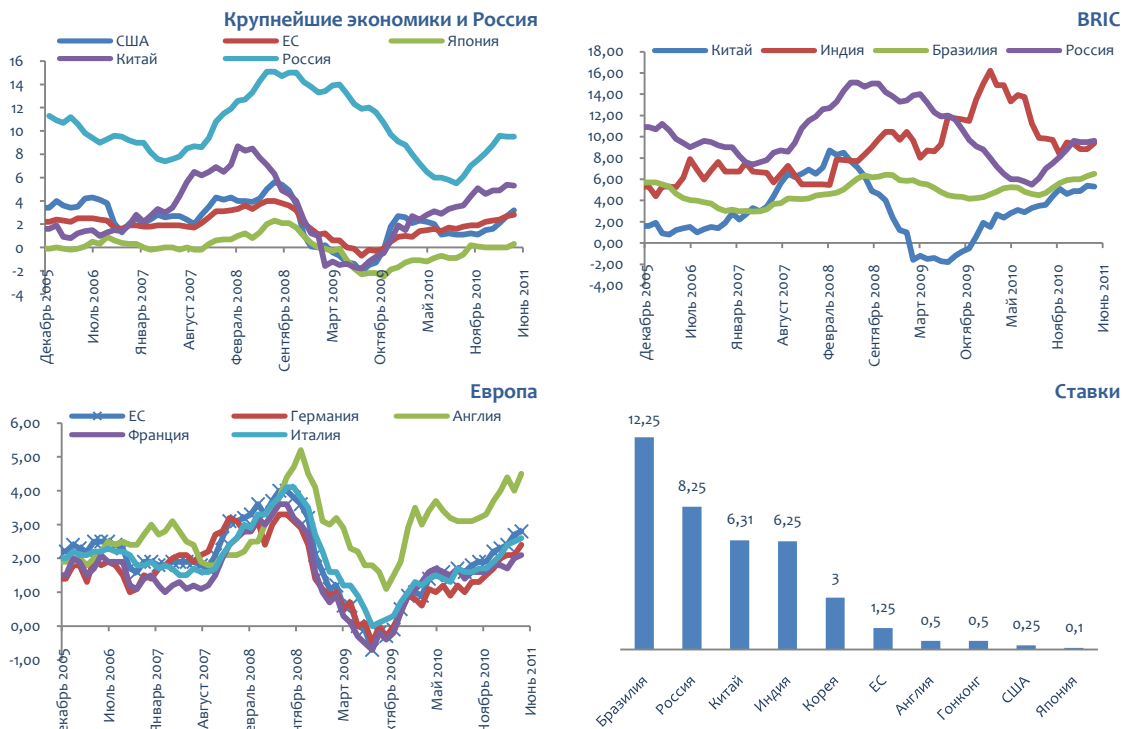 Крупнейшие экономики и Россия
США
ЕС
Япония
Китай
Россия
16
14
12
10
8
6
4
2
0
-2
-4
Декабрь 2005
Июль 2006
Январь 2007
Август 2007
Февраль 2008
Сентябрь 2008
Март 2009
Октябрь 2009
Май 2010
Ноябрь 2010
Июнь 2011
BRIC
Китай
Индия
Бразилия
Россия
18,00
16,00
14,00
12,00
10,00
8,00
6,00
4,00
2,00
0,00
-2,00
-4,00
Декабрь 2005
Июль 2006
Январь 2007
Август 2007
Февраль 2008
Сентябрь 2008
Март 2009
Октябрь 2009
Май 2010
Ноябрь 2010
Июнь 2011
Европа
ЕС
Германия
Англия
Франция
Италия
6,00
5,00
4,00
3,00
2,00
1,00
0,00
-1,00
екабрь 2005
Июль 2006
Январь 2007
Август 2007
евраль 2008
нтябрь 2008
Март 2009
ктябрь 2009
Май 2010
Ноябрь 2010
Июнь 2011
Ставки
12,25
8,25
6,31
6,25
3
1,25
0,5
0,5
0,25
0,1
Бразилия
Россия
Китай
Индия
Корея
ЕС
Англия
Гонконг
США
Япония